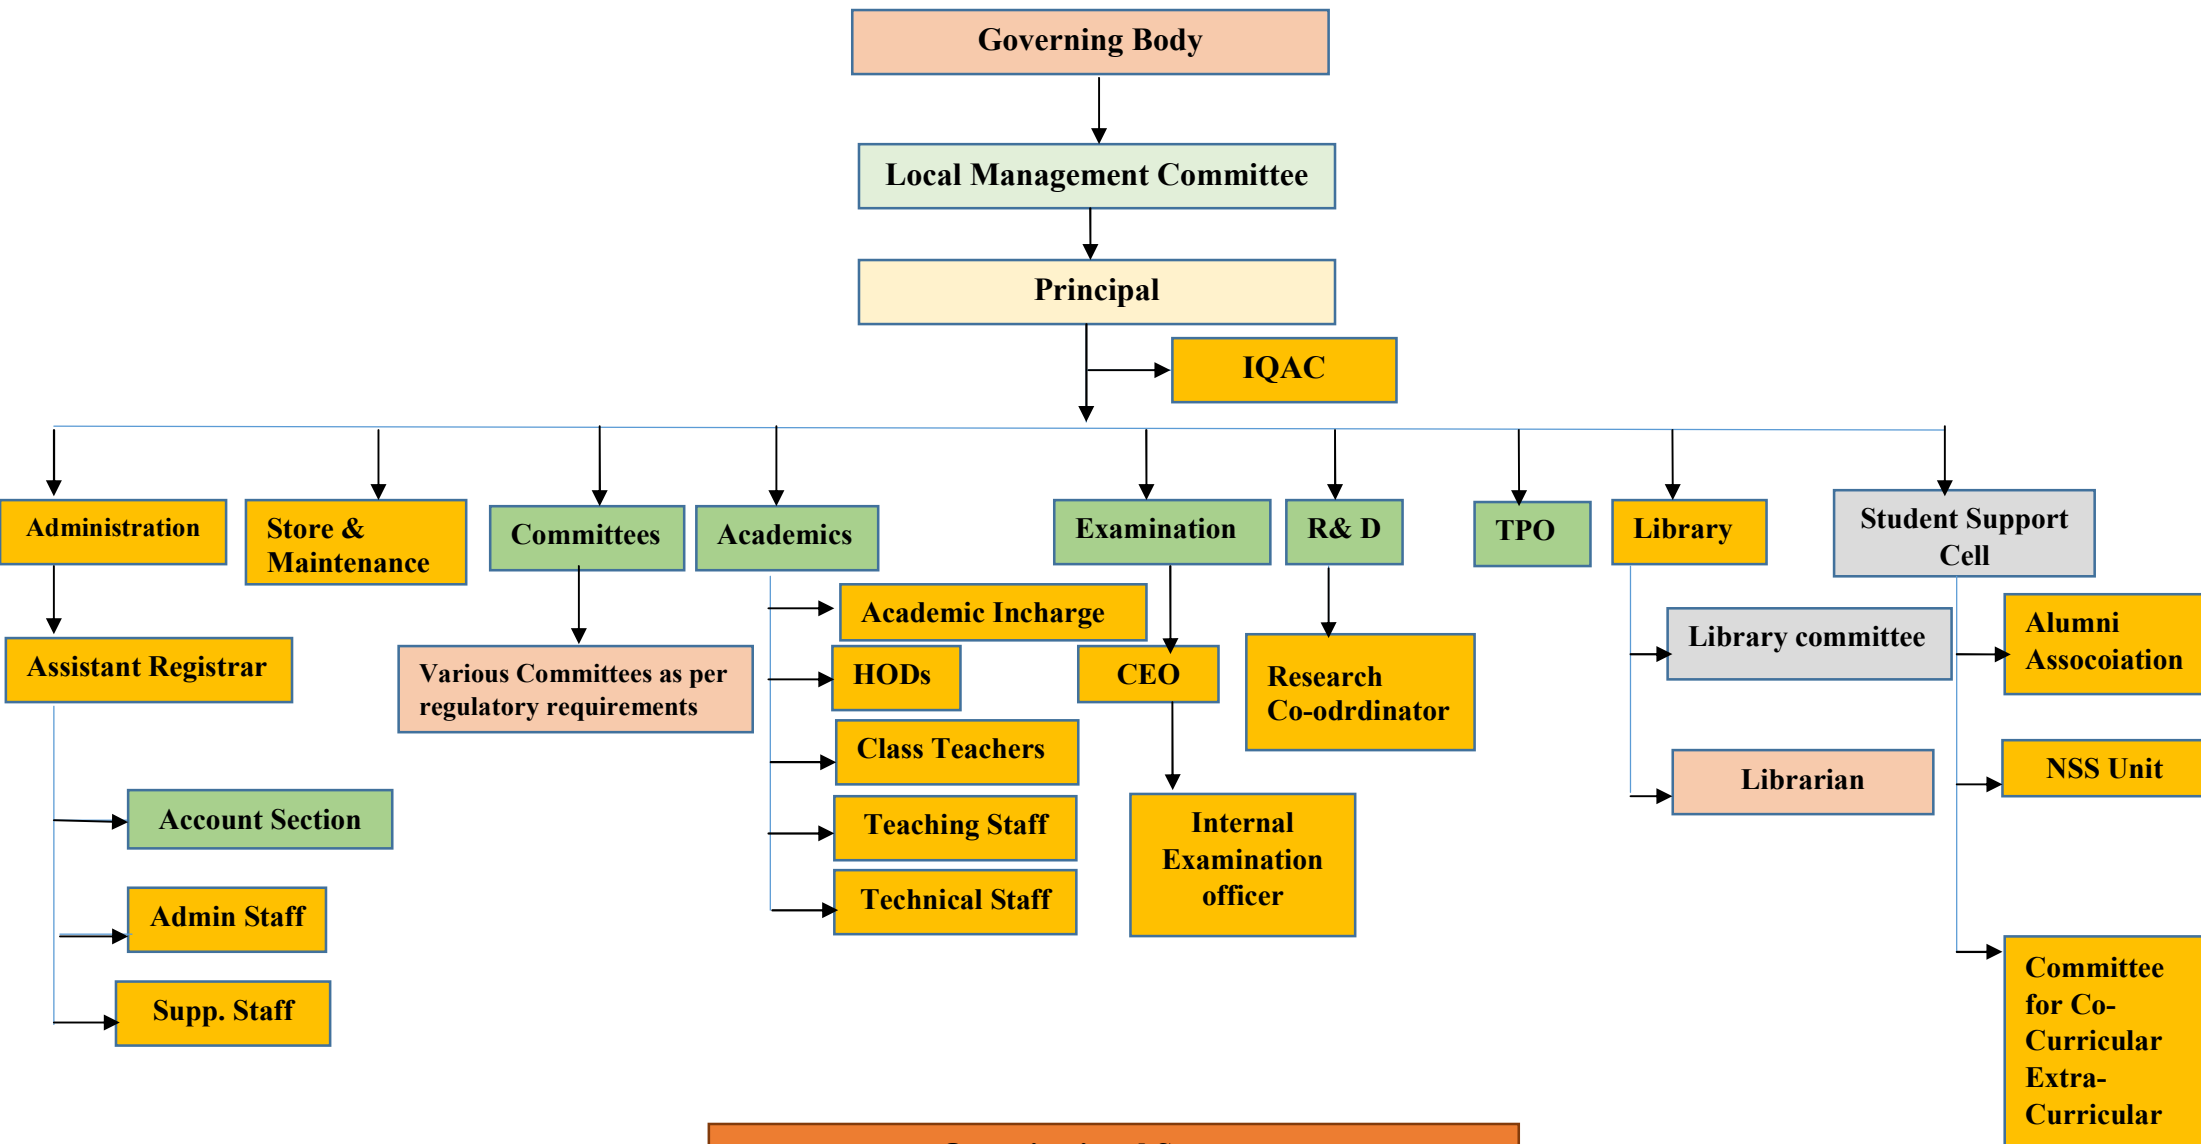 Governing Body
Local Management Committee
Principal
IQAC
Administration
Store &
Maintenance
Committees
Academics
Examination
R& D
TPO
Library
Student Support
Cell
Assistant Registrar
Various Committees as per
regulatory requirements
Academic Incharge
HODs
Class Teachers
Teaching Staff
Technical Staff
CEO
Internal
Examination
officer
Research
Co-odrdinator
Library committee
Librarian
Alumni
Assocoiation
NSS Unit
Committee
for Co-
Curricular
Extra-
Curricular
Account Section
Admin Staff
Supp. Staff